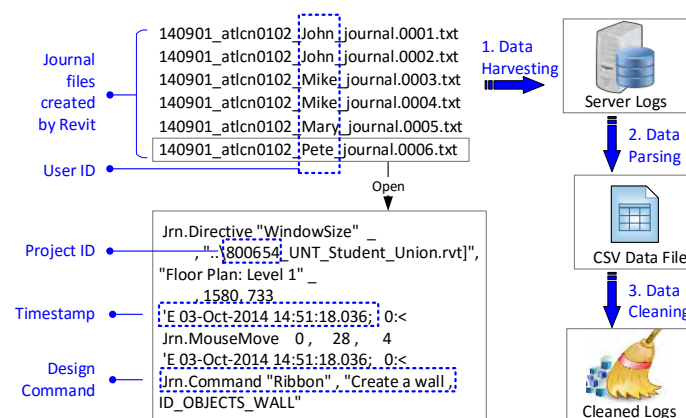 140901_atlcn0102_John_journal.0001.txt
140901_atlcn0102_John_journal.0002.txt
140901_atlcn0102_Mike_journal.0003.txt
140901_atlcn0102_Mike_journal.0004.txt
140901_atlcn0102_Mary_journal.0005.txt
140901_atlcn0102_Pete_journal.0006.txt
Journal
files
created
by Revit
User ID
Open
Project ID
Timestamp
Design
Command
Jrn.Directive "WindowSize" _
, "..\800654_UNT_Student_Union.rvt]",
"Floor Plan: Level 1" _
, 1580, 733
'E 03-Oct-2014 14:51:18.036; 0:<
Jrn.MouseMove 0 , 28 , 4
'E 03-Oct-2014 14:51:18.036; 0:<
Jrn.Command "Ribbon" , "Create a wall ,
ID_OBJECTS_WALL"
1. Data
Harvesting
Server Logs
2. Data
Parsing
CSV Data File
3. Data
Cleaning
Cleaned Logs